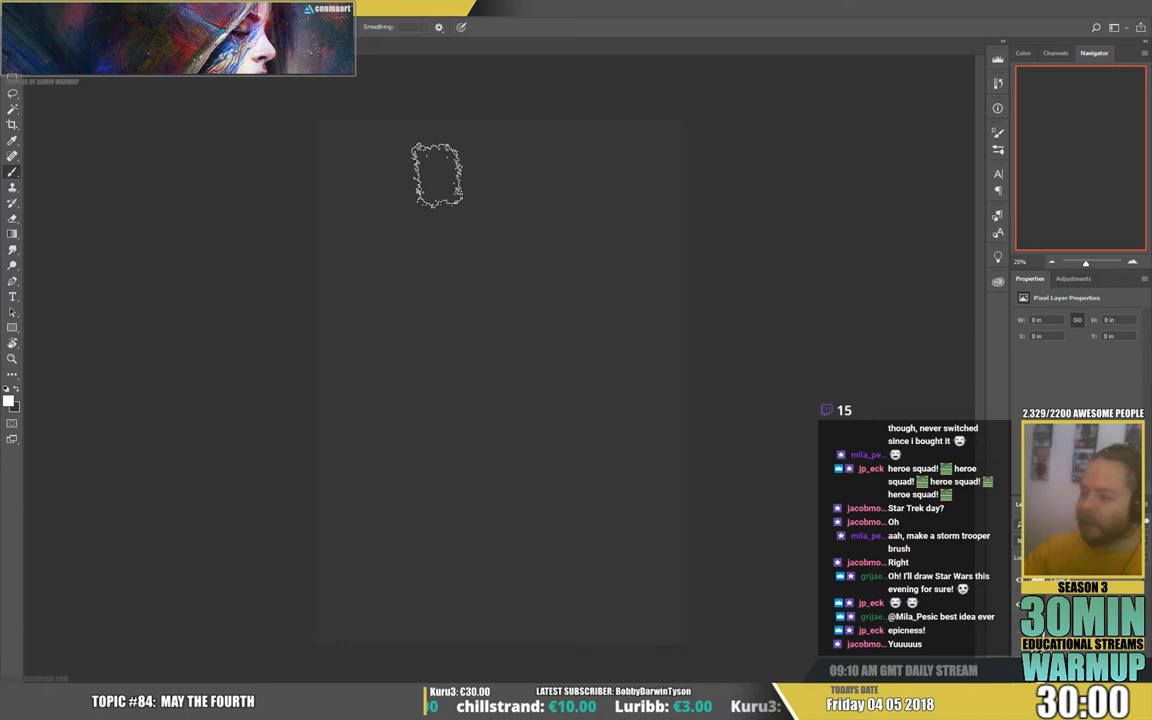 conimaart
Smoothing:
OF 30MIN WARMUP
Color
Channels
Navigator
25%
Properties
Adjustments
Pixel Layer Properties
W: 0 in
H: 0 in
X: 0 in
Y: 0 in
15
though, never switched
since i bought it
mila_pe...
jp_eck heroe squad! heroe
squad! heroe squad!
heroe squad!
jacobmo... Star Trek day?
jacobmo... Oh
mila_pe... aah, make a storm trooper
brush
jacobmo... Right
grijae... Oh! I'll draw Star Wars this
evening for sure!
jp_eck
grijae... @Mila_Pesic best idea ever
jp_eck epicness!
jacobmo... Yuuuuus
2,329/2200 AWESOME PEOPLE
SEASON 3
30MIN
EDUCATIONAL STREAMS
WARMUP
09:10 AM GMT DAILY STREAM
TOPIC #84: MAY THE FOURTH
Kuru3: €30.00
LATEST SUBSCRIBER: BobbyDarwinTyson
00 chillstrand: €10.00 Luribb: €3.00 Kuru3:
TODAYS DATE
Friday 04 05 2018
30:00